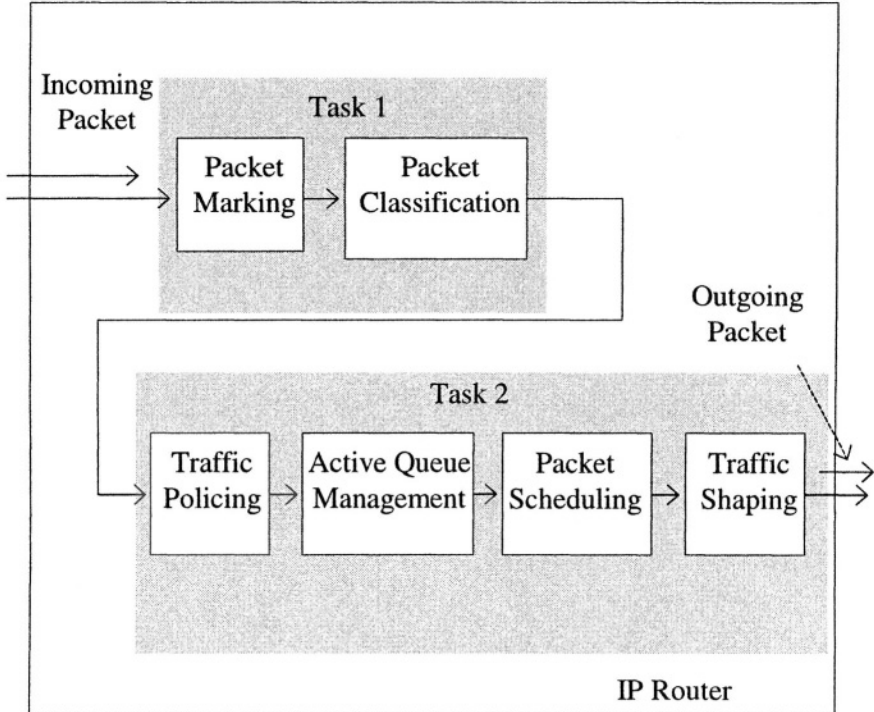 Incoming
Packet
Task 1
Packet
Marking
Packet
Classification
Outgoing
Packet
Task 2
Traffic
Policing
Active Queue
Management
Packet
Scheduling
Traffic
Shaping
IP Router